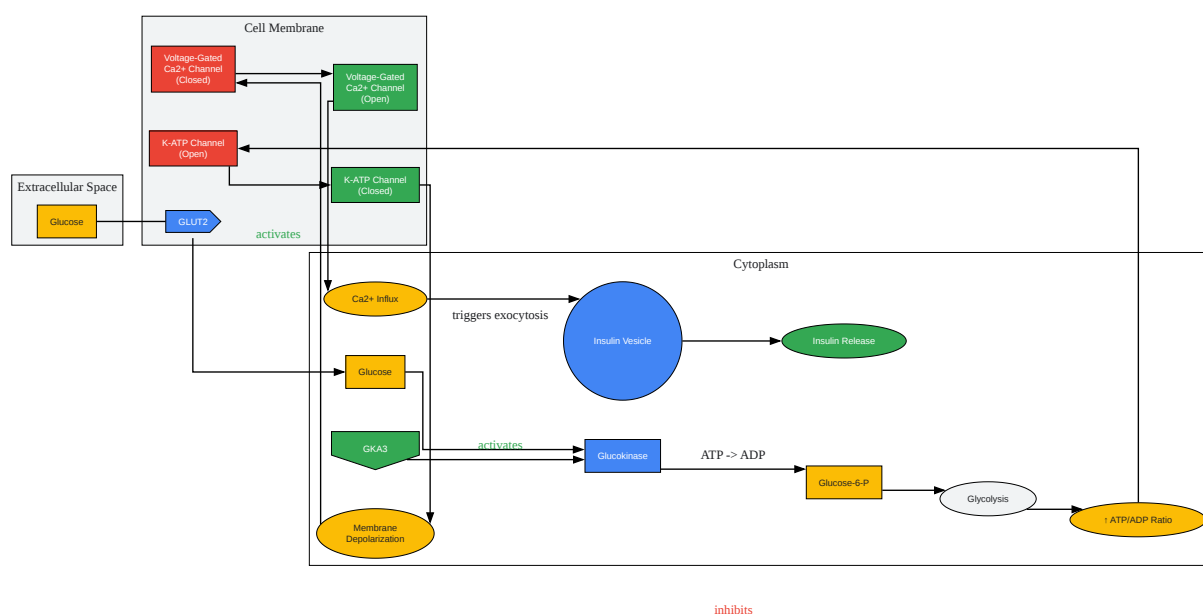 Cell Membrane
Voltage-Gated
Ca2+ Channel
(Closed)
Voltage-Gated
Ca2+ Channel
(Open)
K-ATP Channel
(Open)
K-ATP Channel
(Closed)
Extracellular Space
Glucose
GLUT2
activates
Cytoplasm
Ca2+ Influx
triggers exocytosis
Insulin Vesicle
Insulin Release
Glucose
GKA3
activates
Glucokinase
ATP -> ADP
Glucose-6-P
Glycolysis
↑ ATP/ADP Ratio
Membrane
Depolarization
inhibits